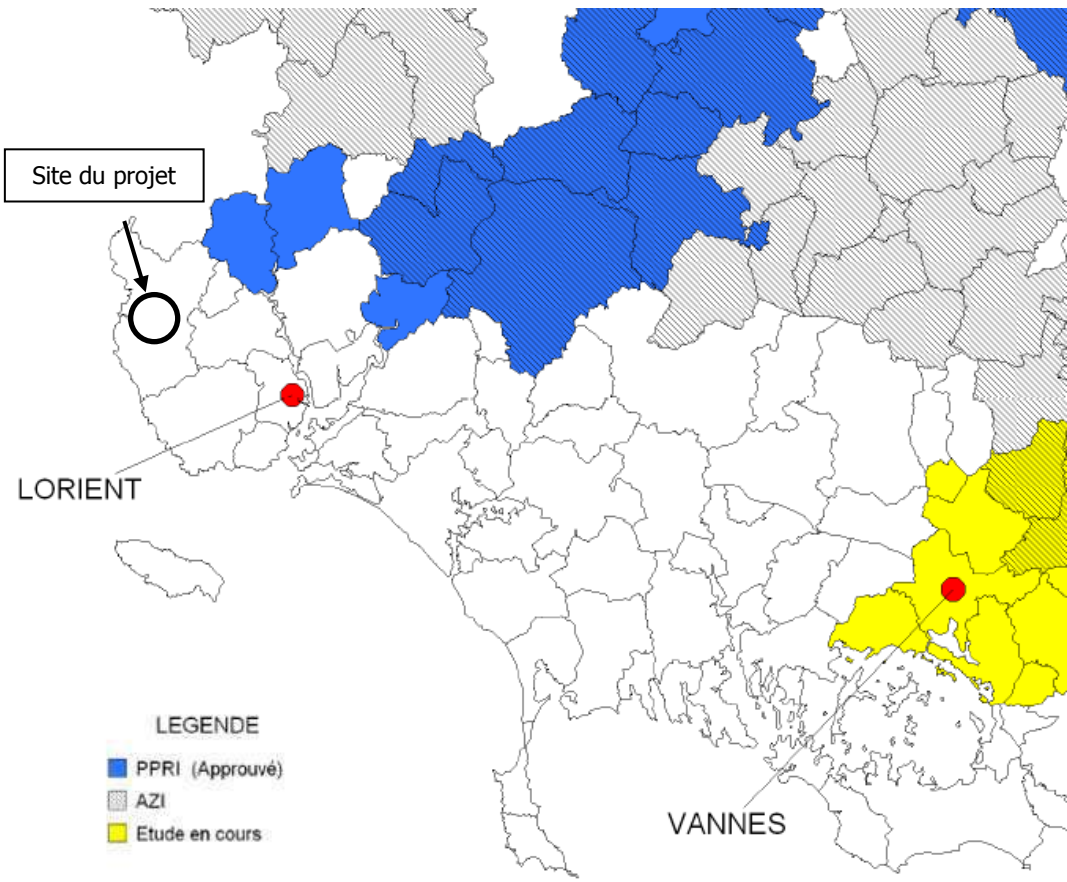 Site du projet
LORIENT
LEGENDE
PPRI (Approuvé)
AZI
Etude en cours
VANNES